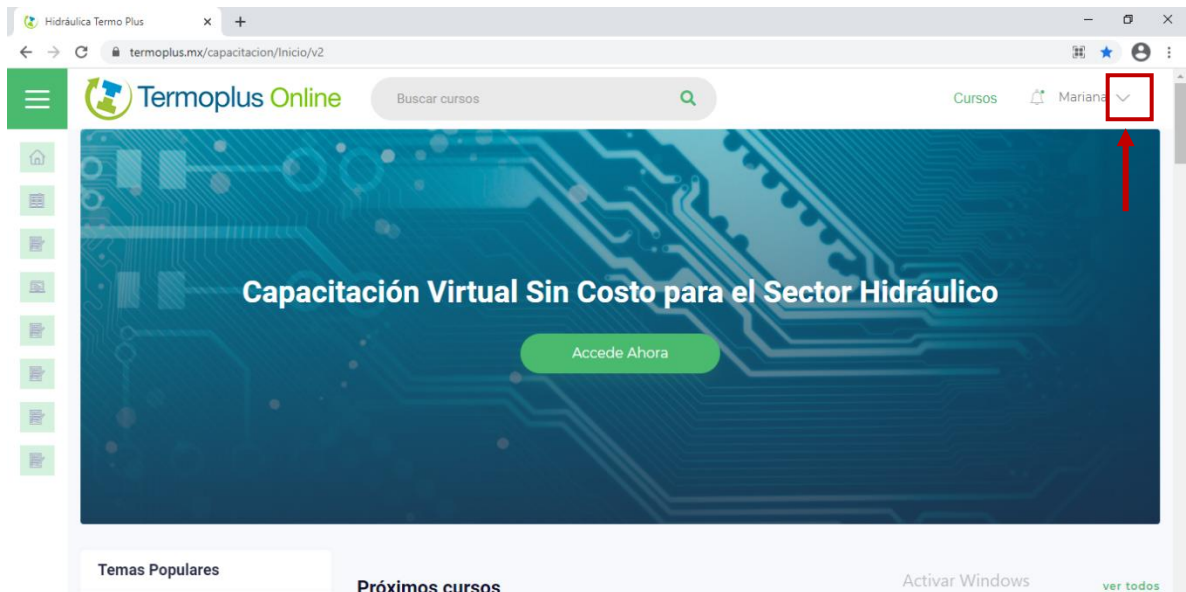 Hidráulica Termo Plus
termoplus.mx/capacitacion/Inicio/v2
Termoplus Online
Buscar cursos
Cursos
Mariana
Capacitación Virtual Sin Costo para el Sector Hidráulico
Accede Ahora
Temas Populares
Próximos cursos
Activar Windows
ver todos